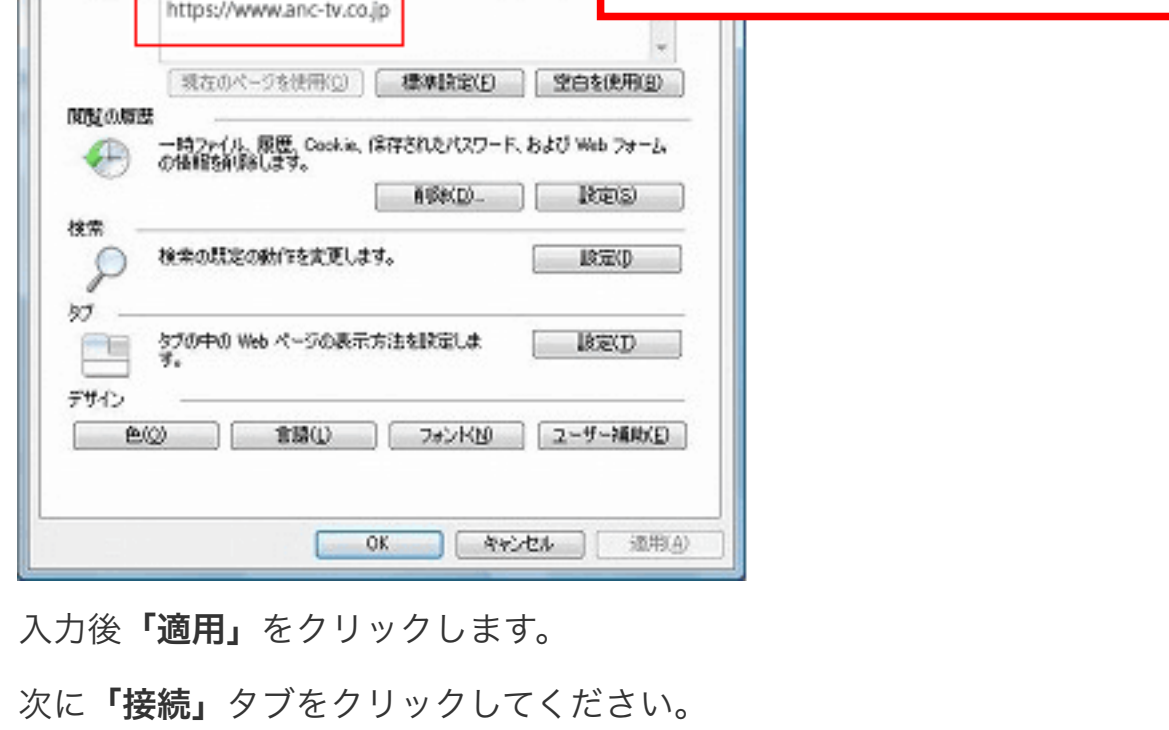 https://www.anc-tv.co.jp
現在のページを使用(C) 標準設定(F) 空白を使用(B)
閲覧の履歴
一時ファイル、履歴、Cookie、保存されたパスワード、および Web フォーム
の情報を削除します。
削除(D)... 設定(S)
検索
検索の既定の動作を変更します。 設定(I)
タブ
タブの中の Web ページの表示方法を設定しま
す。
設定(T)
デザイン
色(O) 言語(L) フォント(N) ユーザー補助(E)
OK キャンセル 適用(A)
入力後「適用」をクリックします。
次に「接続」タブをクリックしてください。